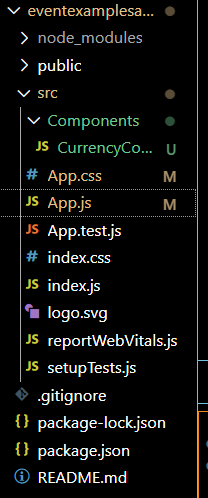 eventexamplesa...
node_modules
public
src
Components
JS CurrencyCo... U
# App.css M
JS App.js M
JS App.test.js
# index.css
JS index.js
logo.svg
JS reportWebVitals.js
JS setupTests.js
.gitignore
{} package-lock.json
{} package.json
README.md